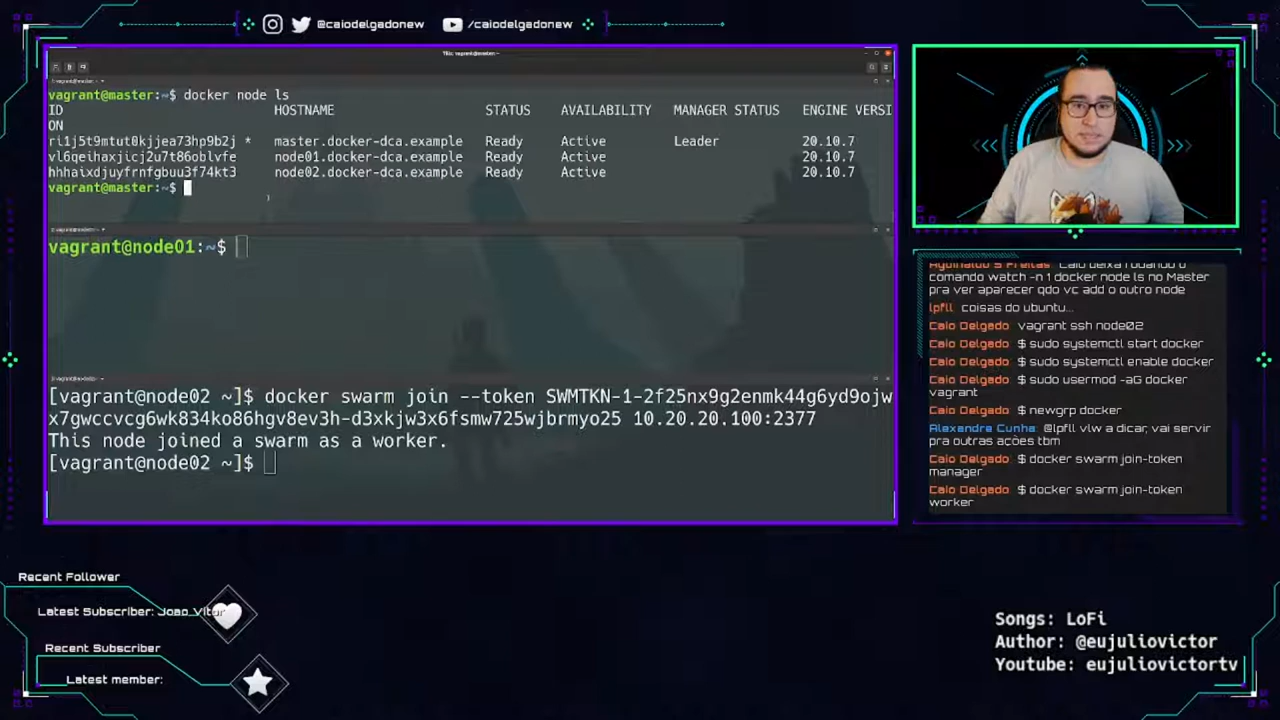 @caiodelgadonew /caiodelgadonew
vagrant@master:~$ docker node ls
ID HOSTNAME STATUS AVAILABILITY MANAGER STATUS ENGINE VERSI
ON
ri1j5t9mtut0kjjea73hp9b2j * master.docker-dca.example Ready Active Leader 20.10.7
vl6qeihaxjicj2u7t86oblvfe node01.docker-dca.example Ready Active 20.10.7
hhhaixdjuyfrnfgbuu3f74kt3 node02.docker-dca.example Ready Active 20.10.7
vagrant@master:~$
vagrant@node01:~$
[vagrant@node02 ~]$ docker swarm join --token SWMTKN-1-2f25nx9g2enmk44g6yd9ojw
x7gwccvcg6wk834ko86hgv8ev3h-d3xkjw3x6fsmw725wjbrmyo25 10.20.20.100:2377
This node joined a swarm as a worker.
[vagrant@node02 ~]$
Aguinaldo S Freitas: Caio deixa rodando o
comando watch -n 1 docker node ls no Master
pra ver aparecer qdo vc add o outro node
lpfll coisas do ubuntu...
Caio Delgado vagrant ssh node02
Caio Delgado $ sudo systemctl start docker
Caio Delgado $ sudo systemctl enable docker
Caio Delgado $ sudo usermod -aG docker
vagrant
Caio Delgado $ newgrp docker
Alexandre Cunha: @lpfll vlw a dicar, vai servir
pra outras ações tbm
Caio Delgado $ docker swarm join-token
manager
Caio Delgado $ docker swarm join-token
worker
Recent Follower
Latest Subscriber: Joao Vitor
Recent Subscriber
Latest member:
Songs: LoFi
Author: @eujuliovictor
Youtube: eujuliovictortv